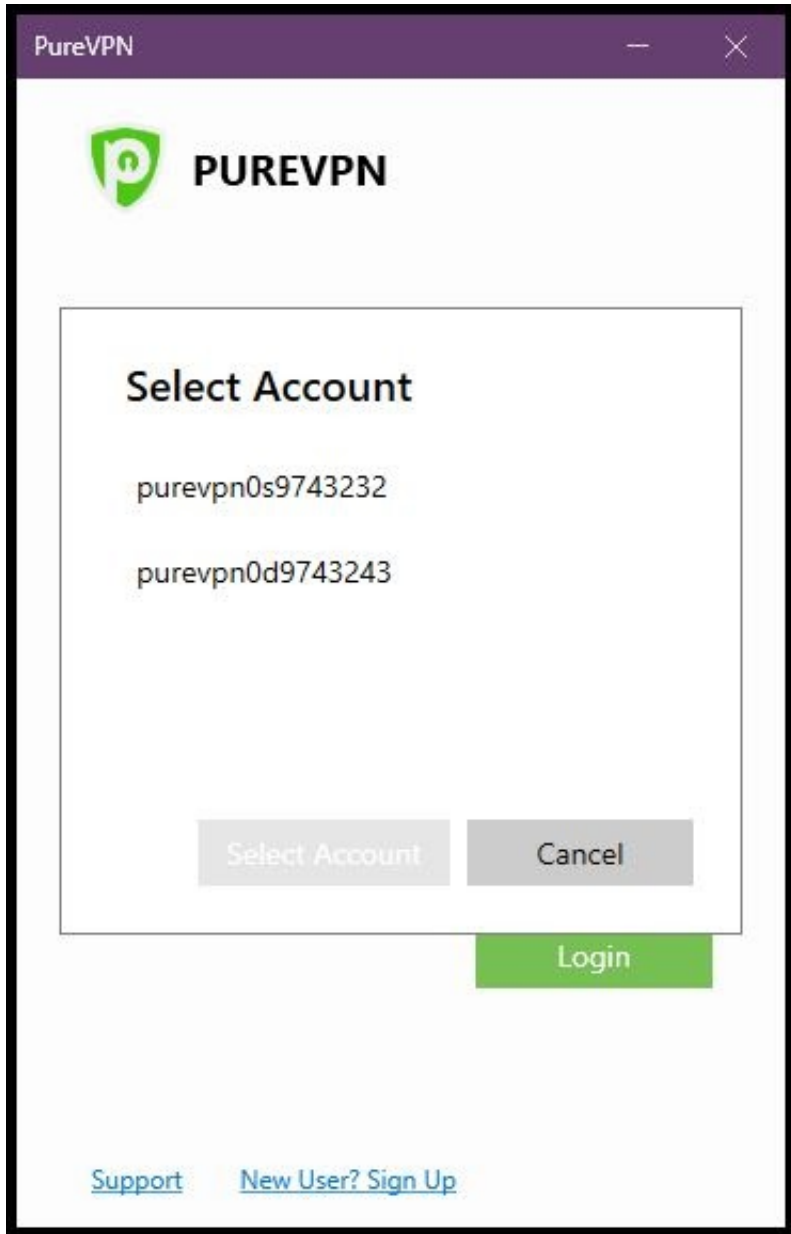 PureVPN
PUREVPN
Select Account
purevpn0s9743232
purevpn0d9743243
Select Account Cancel
Login
Support New User? Sign Up